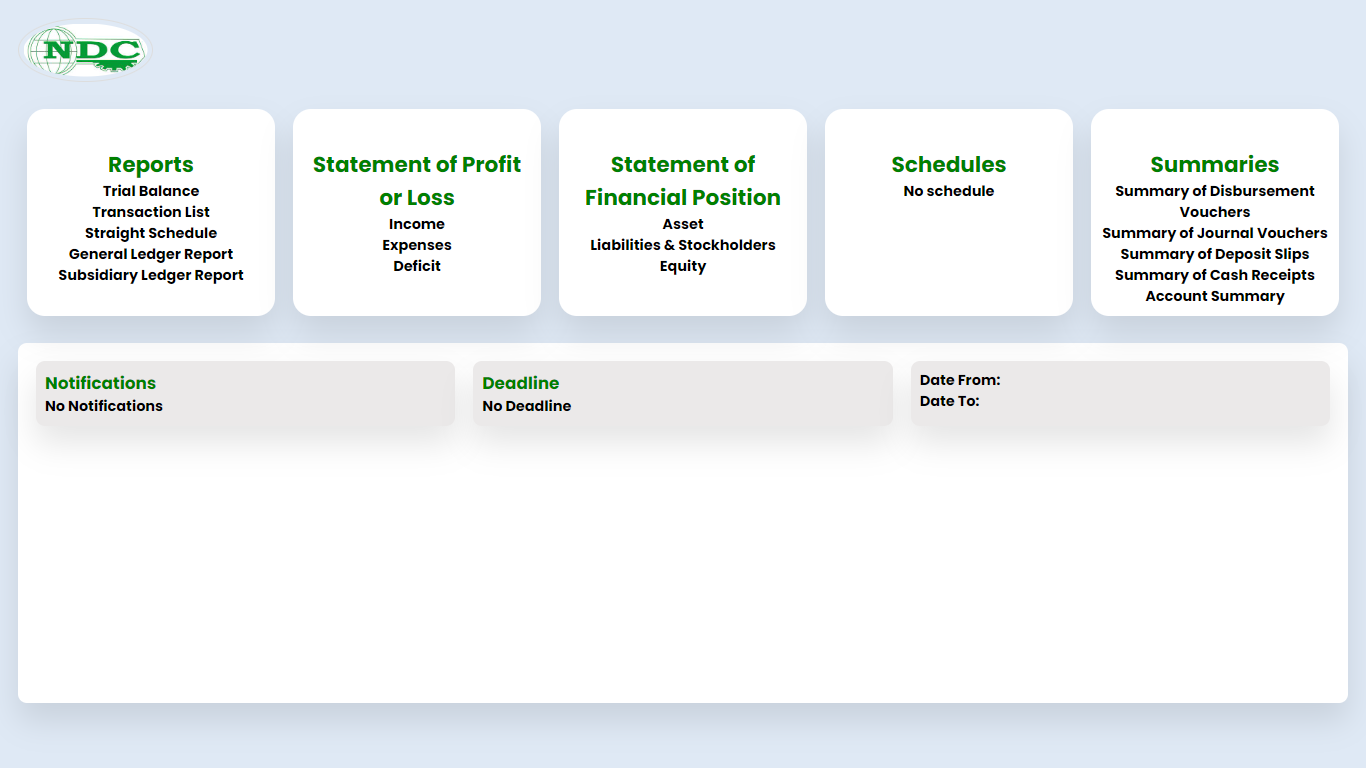 NDC
Reports
Trial Balance
Transaction List
Straight Schedule
General Ledger Report
Subsidiary Ledger Report
Statement of Profit
or Loss
Income
Expenses
Deficit
Statement of
Financial Position
Asset
Liabilities & Stockholders
Equity
Schedules
No schedule
Summaries
Summary of Disbursement
Vouchers
Summary of Journal Vouchers
Summary of Deposit Slips
Summary of Cash Receipts
Account Summary
Notifications
No Notifications
Deadline
No Deadline
Date From:
Date To: